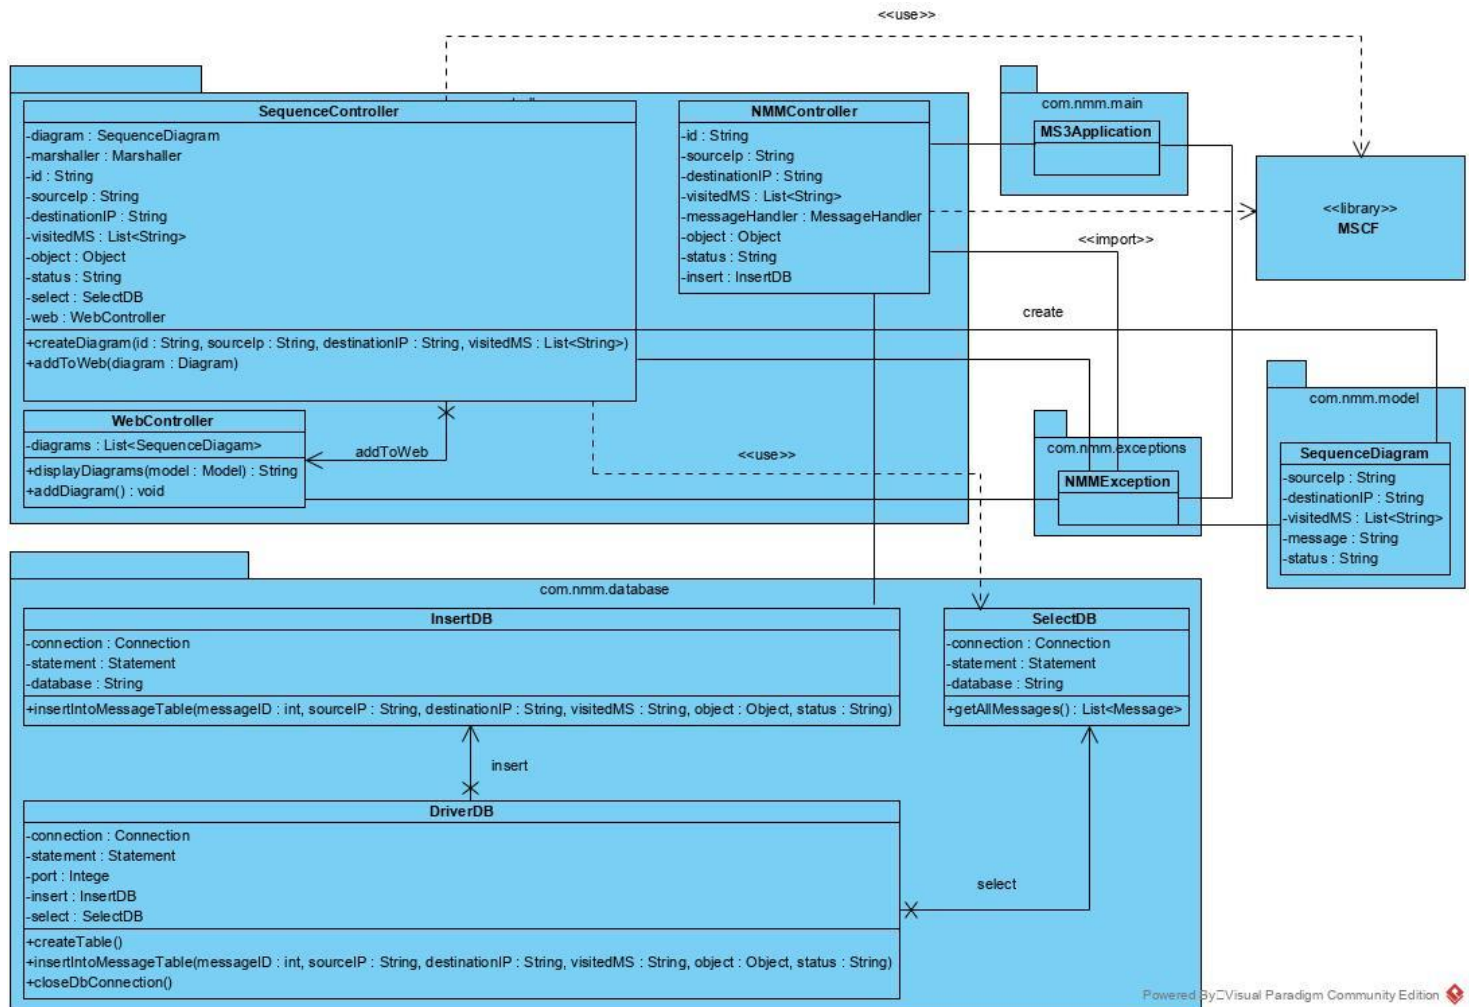 <<use>>
SequenceController
-diagram : SequenceDiagram
-marshaller : Marshaller
-id : String
-sourceIp : String
-destinationIP : String
-visitedMS : List<String>
-object : Object
-status : String
-select : SelectDB
-web : WebController
+createDiagram(id : String, sourceIp : String, destinationIP : String, visitedMS : List<String>)
+addToWeb(diagram : Diagram)
NMMController
-id : String
-sourceIp : String
-destinationIP : String
-visitedMS : List<String>
-messageHandler : MessageHandler
-object : Object
-status : String
-insert : InsertDB
com.nmm.main
MS3Application
<<library>>
MSCF
<<import>>
create
WebController
-diagrams : List<SequenceDiagam>
+displayDiagrams(model : Model) : String
+addDiagram() : void
addToWeb
<<use>>
com.nmm.exceptions
NMMException
com.nmm.model
SequenceDiagram
-sourceIp : String
-destinationIP : String
-visitedMS : List<String>
-message : String
-status : String
com.nmm.database
InsertDB
-connection : Connection
-statement : Statement
-database : String
+insertIntoMessageTable(messageID : int, sourceIP : String, destinationIP : String, visitedMS : String, object : Object, status : String)
SelectDB
-connection : Connection
-statement : Statement
-database : String
+getAllMessages() : List<Message>
insert
DriverDB
-connection : Connection
-statement : Statement
-port : Intege
-insert : InsertDB
-select : SelectDB
+createTable()
+insertIntoMessageTable(messageID : int, sourceIP : String, destinationIP : String, visitedMS : String, object : Object, status : String)
+closeDbConnection()
select
Powered By Visual Paradigm Community Edition